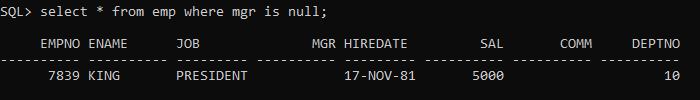 SQL> select * from emp where mgr is null;
     EMPNO ENAME      JOB              MGR HIREDATE         SAL       COMM     DEPTNO
---------- ---------- --------- ---------- --------- ---------- ---------- ----------
      7839 KING       PRESIDENT            17-NOV-81       5000                    10